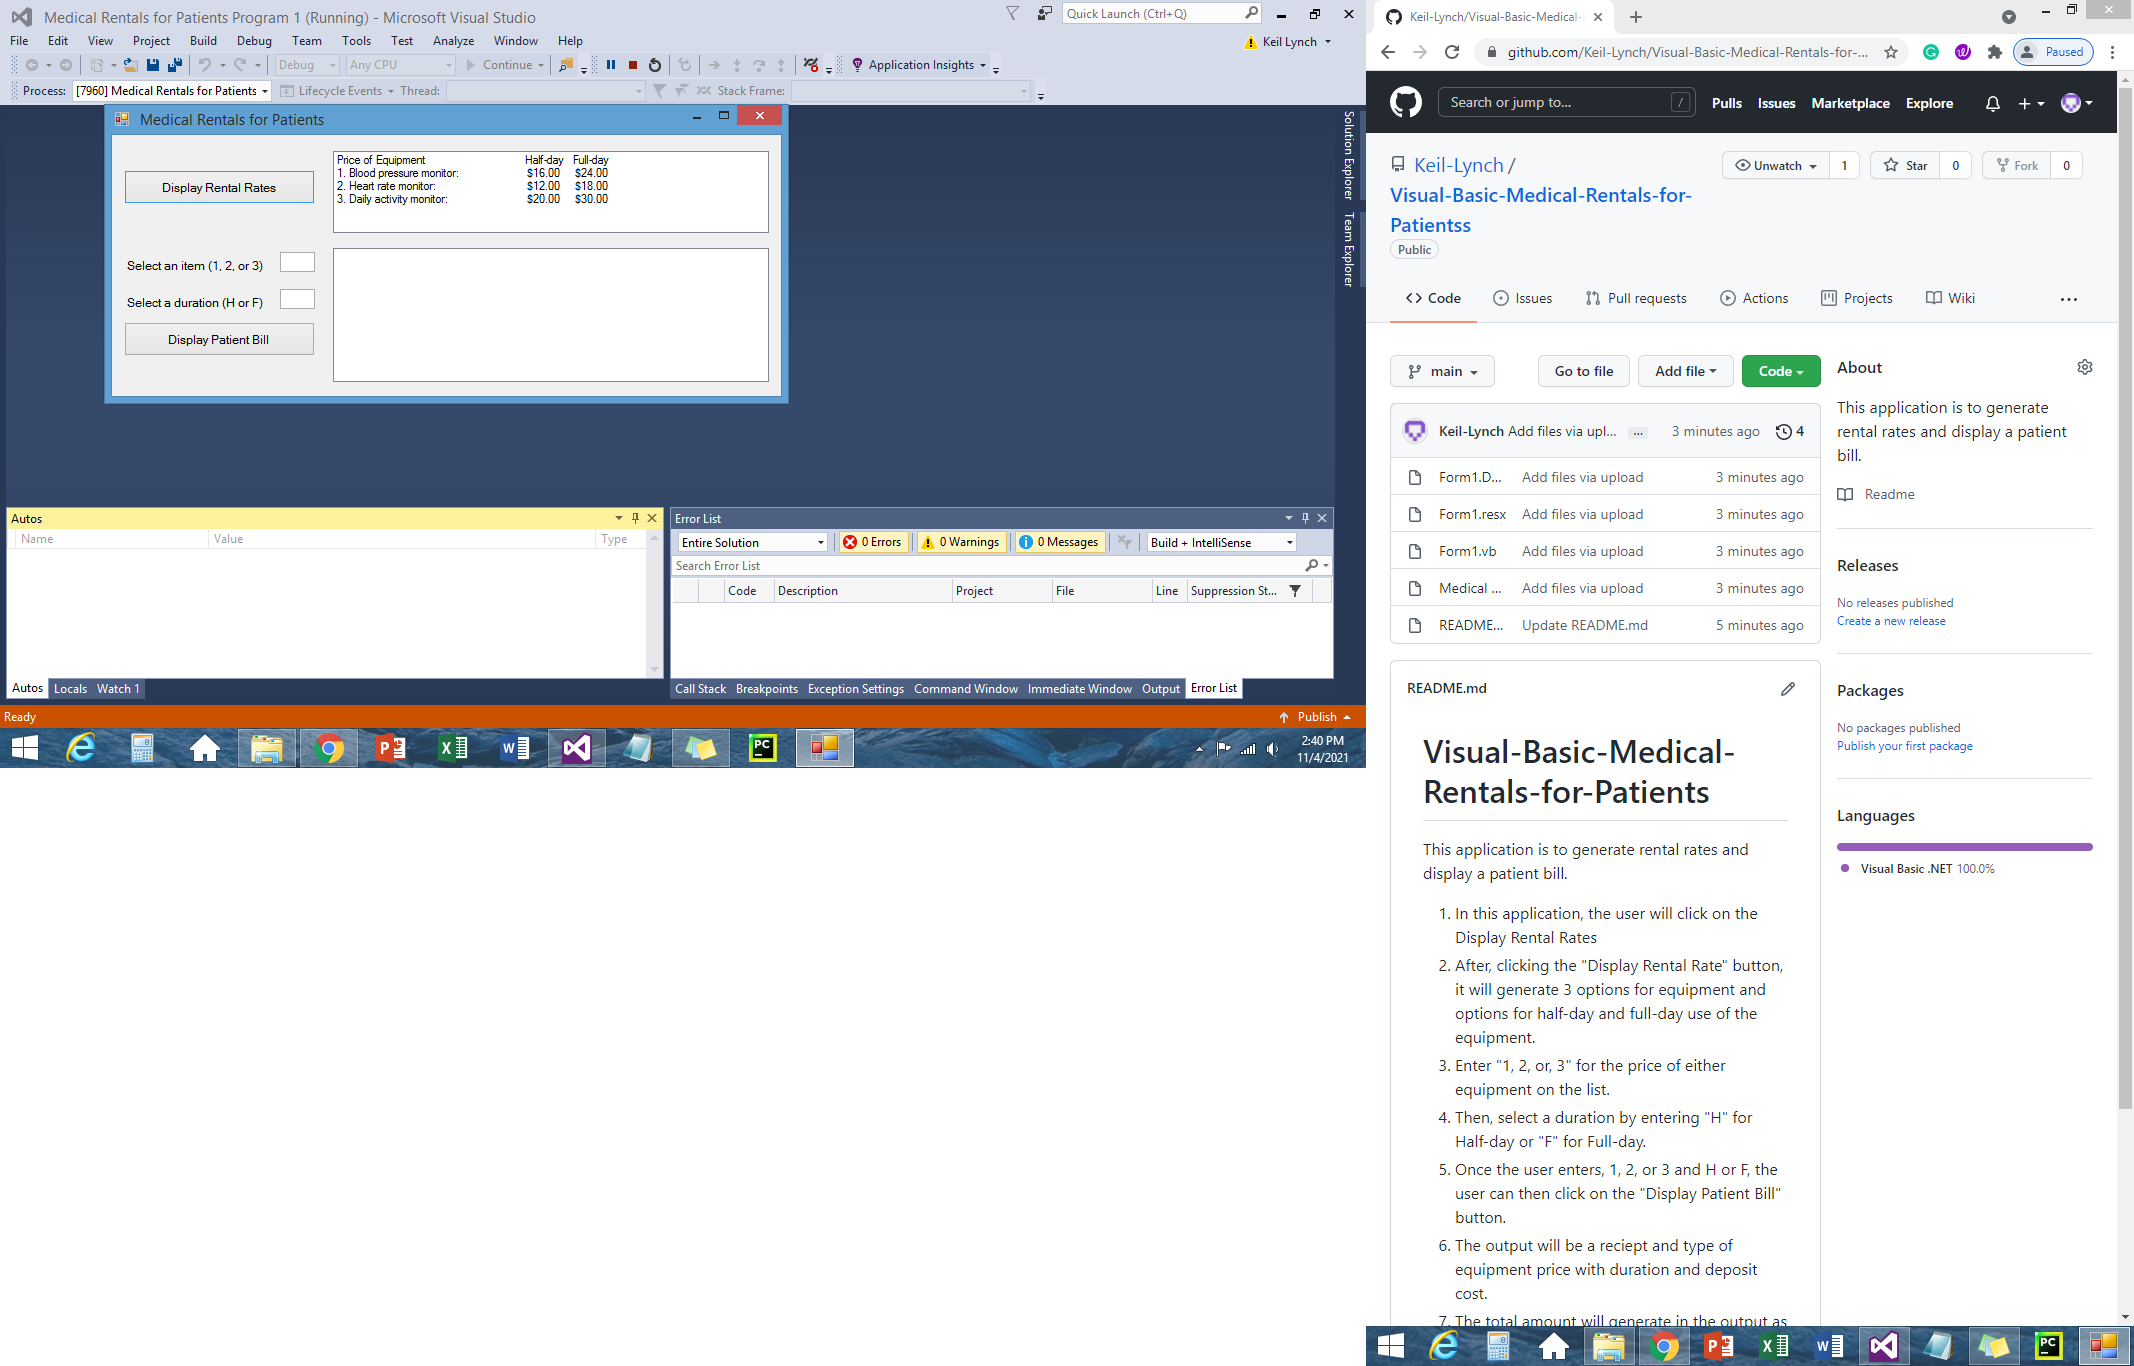 Medical Rentals for Patients Program 1 (Running) - Microsoft Visual Studio
Quick Launch (Ctrl+Q)
File Edit View Project Build Debug Team Tools Test Analyze Window Help
Keil Lynch
Debug Any CPU Continue Application Insights
Process: [7960] Medical Rentals for Patients Lifecycle Events Thread: Stack Frame:
Medical Rentals for Patients
Display Rental Rates
Price of Equipment Half-day Full-day
1. Blood pressure monitor: $16.00 $24.00
2. Heart rate monitor: $12.00 $18.00
3. Daily activity monitor: $20.00 $30.00
Select an item (1, 2, or 3)
Select a duration (H or F)
Display Patient Bill
Solution Explorer
Team Explorer
Autos
Name Value Type
Autos Locals Watch 1
Error List
Entire Solution 0 Errors 0 Warnings 0 Messages Build + IntelliSense
Search Error List
Code Description Project File Line Suppression St...
Call Stack Breakpoints Exception Settings Command Window Immediate Window Output Error List
Ready
Publish
2:40 PM
11/4/2021
Keil-Lynch/Visual-Basic-Medical-
github.com/Keil-Lynch/Visual-Basic-Medical-Rentals-for-...
Paused
Search or jump to... /
Pulls Issues Marketplace Explore
Keil-Lynch /
Visual-Basic-Medical-Rentals-for-
Patientss
Public
Unwatch 1 Star 0 Fork 0
Code Issues Pull requests Actions Projects Wiki ...
main Go to file Add file Code
Keil-Lynch Add files via upl... ... 3 minutes ago 4
Form1.D... Add files via upload 3 minutes ago
Form1.resx Add files via upload 3 minutes ago
Form1.vb Add files via upload 3 minutes ago
Medical ... Add files via upload 3 minutes ago
README... Update README.md 5 minutes ago
README.md
Visual-Basic-Medical-
Rentals-for-Patients
This application is to generate rental rates and
display a patient bill.
1. In this application, the user will click on the
Display Rental Rates
2. After, clicking the "Display Rental Rate" button,
it will generate 3 options for equipment and
options for half-day and full-day use of the
equipment.
3. Enter "1, 2, or, 3" for the price of either
equipment on the list.
4. Then, select a duration by entering "H" for
Half-day or "F" for Full-day.
5. Once the user enters, 1, 2, or 3 and H or F, the
user can then click on the "Display Patient Bill"
button.
6. The output will be a reciept and type of
equipment price with duration and deposit
cost.
7. The total amount will generate in the output as
About
This application is to generate
rental rates and display a patient
bill.
Readme
Releases
No releases published
Create a new release
Packages
No packages published
Publish your first package
Languages
Visual Basic .NET 100.0%